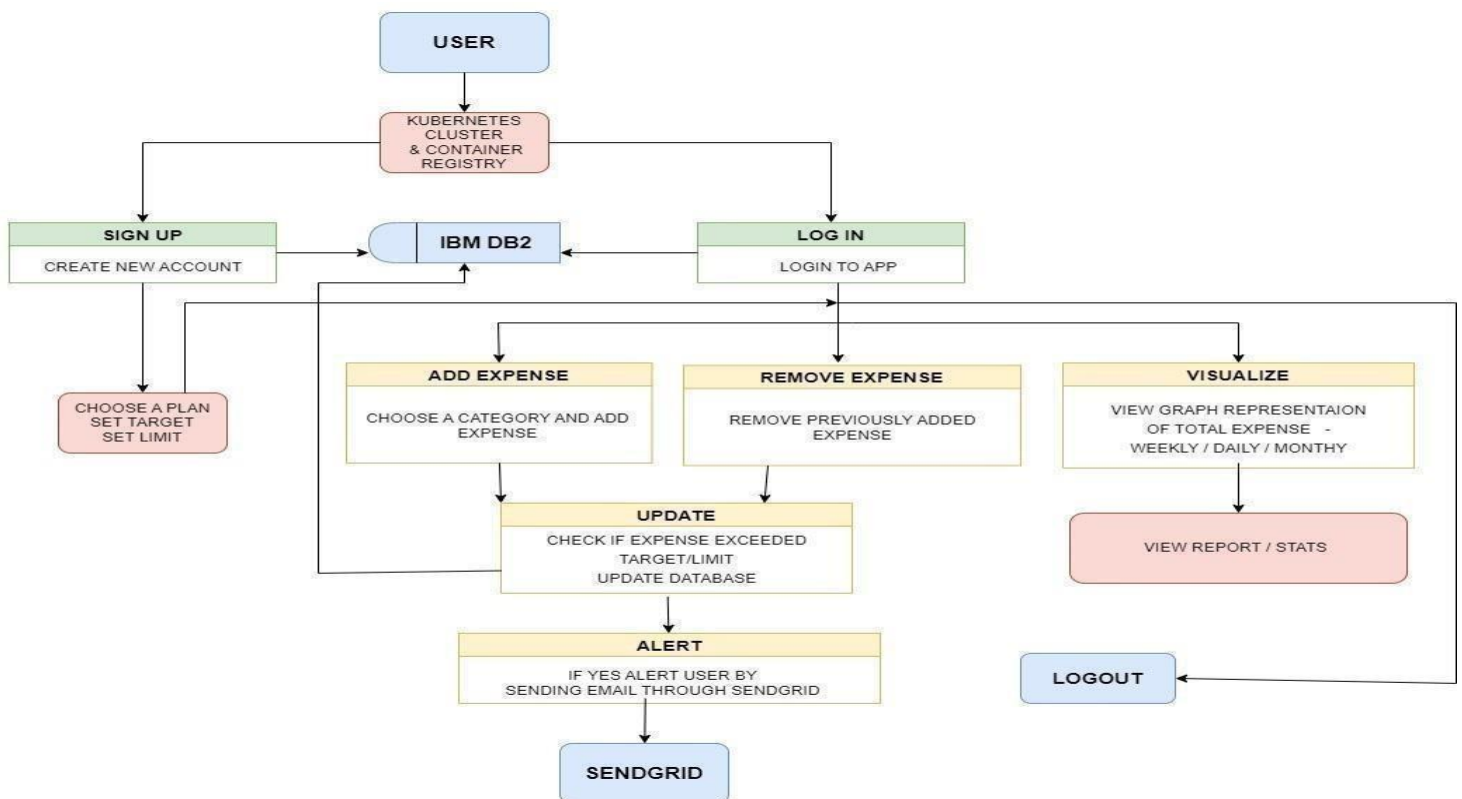 USER
KUBERNETES
CLUSTER
& CONTAINER
REGISTRY
SIGN UP
CREATE NEW ACCOUNT
IBM DB2
LOG IN
LOGIN TO APP
CHOOSE A PLAN
SET TARGET
SET LIMIT
ADD EXPENSE
CHOOSE A CATEGORY AND ADD
EXPENSE
REMOVE EXPENSE
REMOVE PREVIOUSLY ADDED
EXPENSE
VISUALIZE
VIEW GRAPH REPRESENTAION
OF TOTAL EXPENSE -
WEEKLY / DAILY / MONTHY
UPDATE
CHECK IF EXPENSE EXCEEDED
TARGET/LIMIT
UPDATE DATABASE
VIEW REPORT / STATS
ALERT
IF YES ALERT USER BY
SENDING EMAIL THROUGH SENDGRID
LOGOUT
SENDGRID